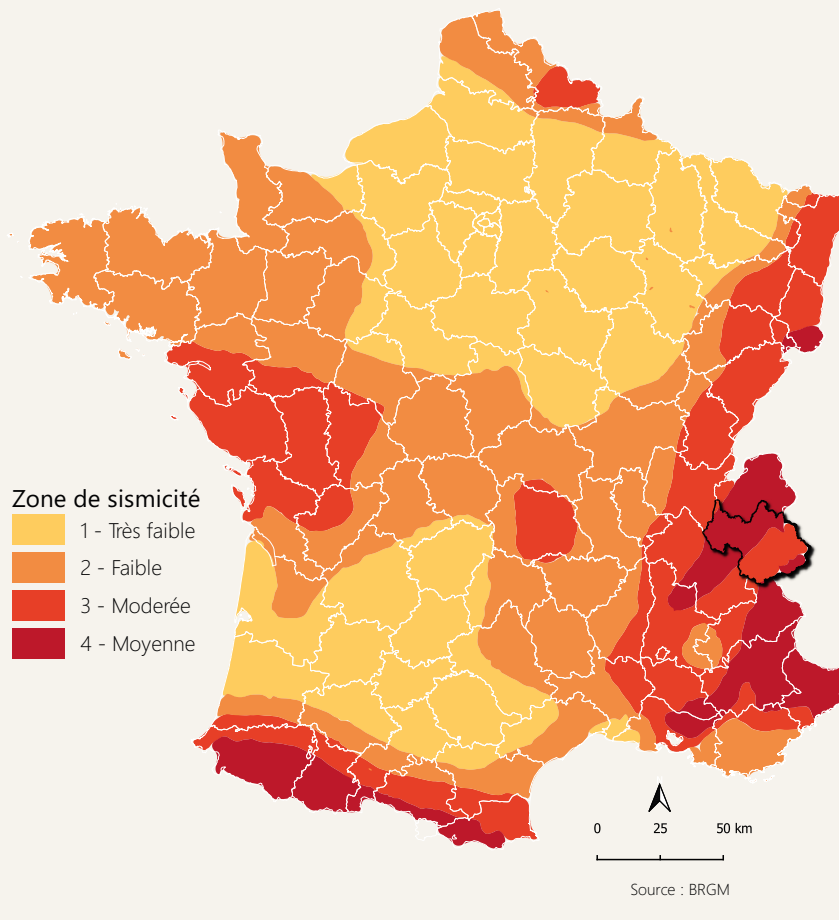 Zone de sismicité
1 - Très faible
2 - Faible
3 - Moderée
4 - Moyenne
0 25 50 km
Source : BRGM